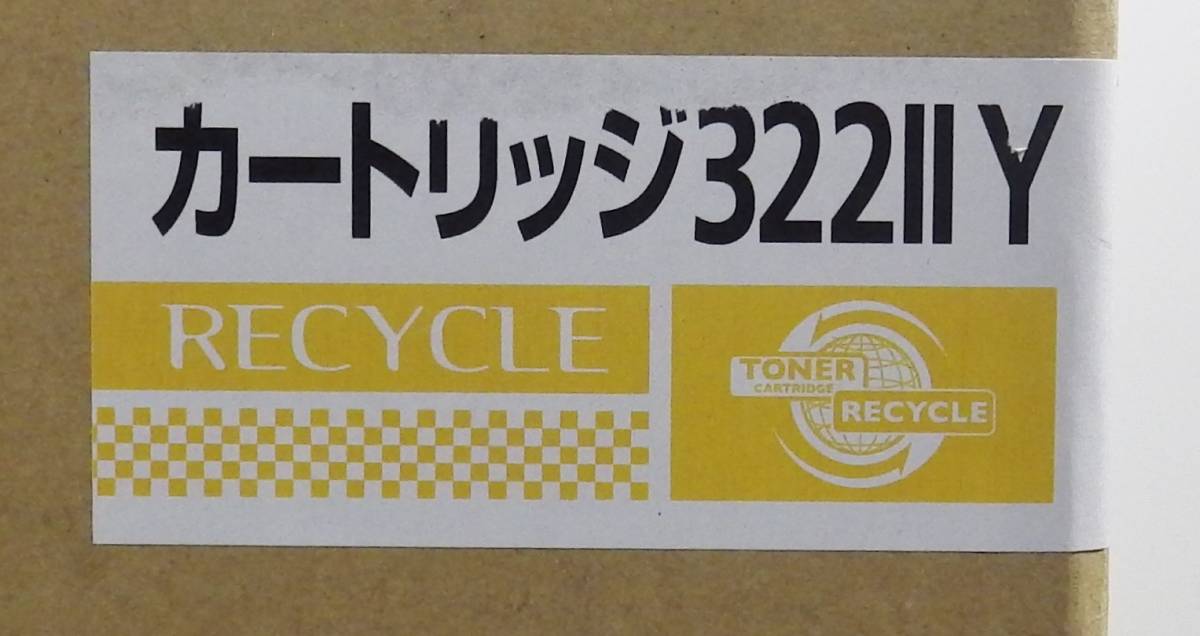 カートリッジ322II Y
RECYCLE
TONER
CARTRIDGE
RECYCLE